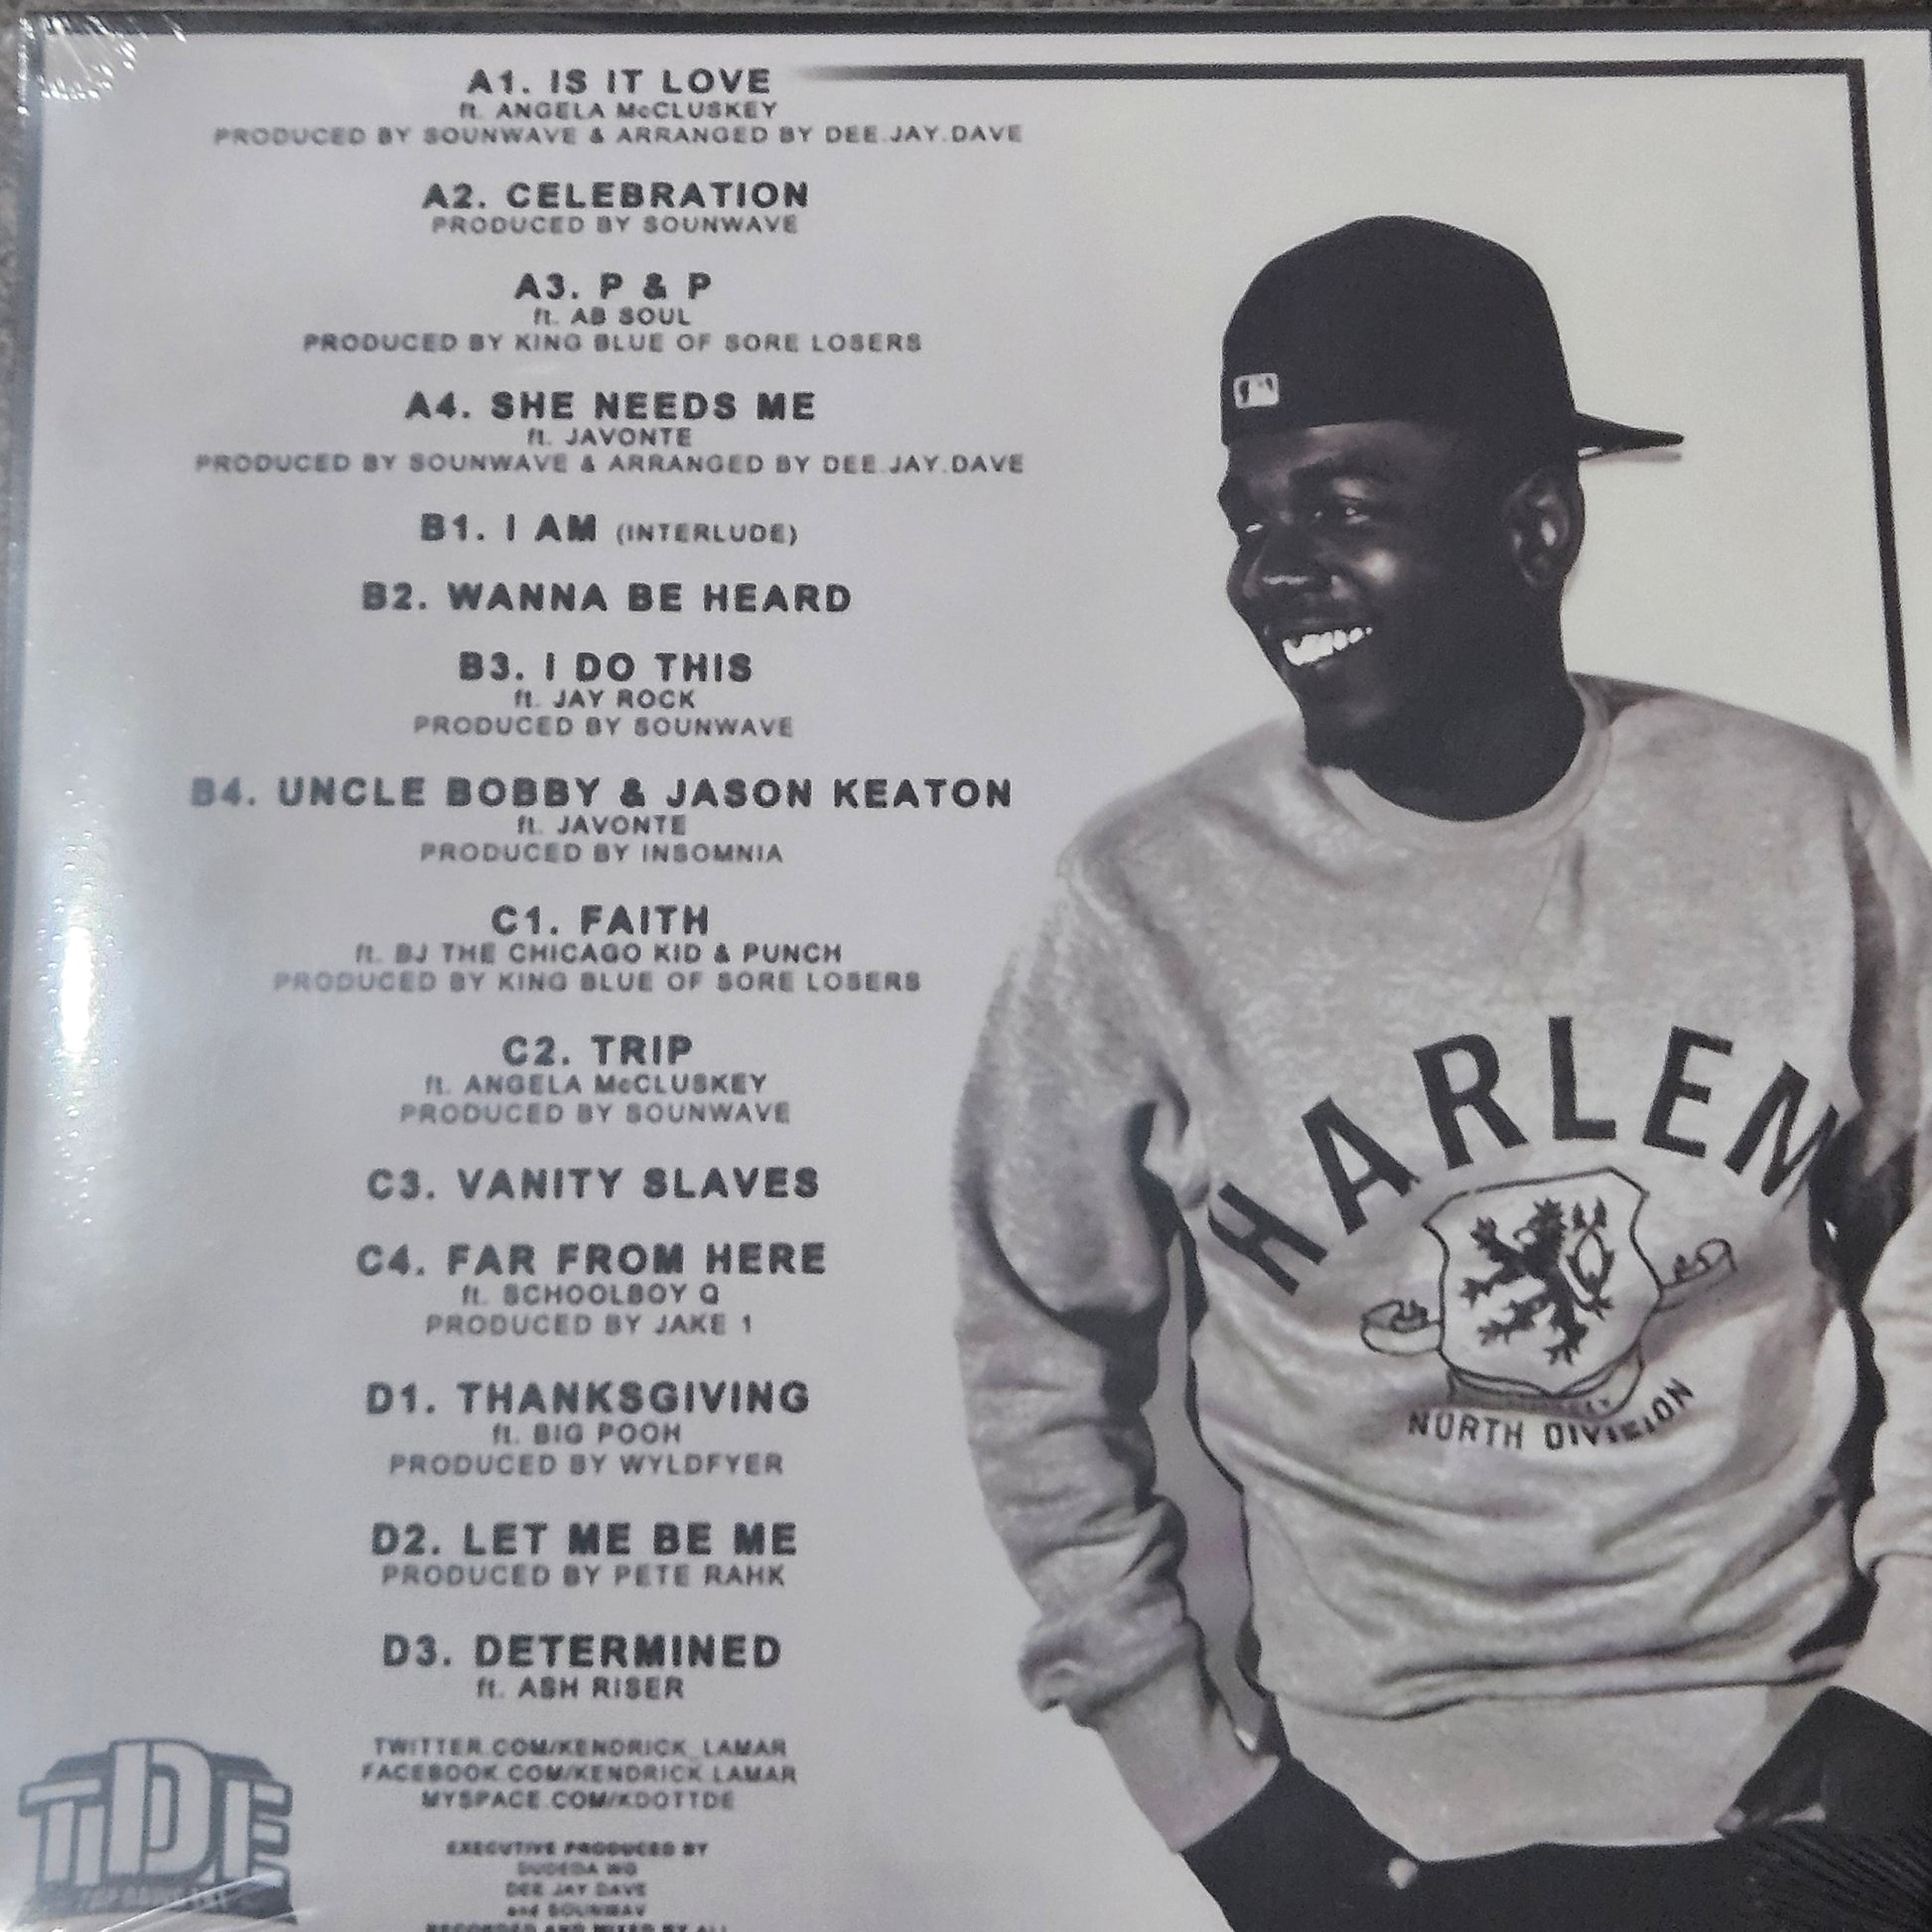 A1. IS IT LOVE
ft. ANGELA McCLUSKEY
PRODUCED BY SOUNWAVE & ARRANGED BY DEE.JAY.DAVE
A2. CELEBRATION
PRODUCED BY SOUNWAVE
A3. P & P
ft. AB SOUL
PRODUCED BY KING BLUE OF SORE LOSERS
A4. SHE NEEDS ME
ft. JAVONTE
PRODUCED BY SOUNWAVE & ARRANGED BY DEE.JAY.DAVE
B1. I AM (INTERLUDE)
B2. WANNA BE HEARD
B3. I DO THIS
ft. JAY ROCK
PRODUCED BY SOUNWAVE
B4. UNCLE BOBBY & JASON KEATON
ft. JAVONTE
PRODUCED BY INSOMNIA
C1. FAITH
ft. BJ THE CHICAGO KID & PUNCH
PRODUCED BY KING BLUE OF SORE LOSERS
C2. TRIP
ft. ANGELA McCLUSKEY
PRODUCED BY SOUNWAVE
C3. VANITY SLAVES
C4. FAR FROM HERE
ft. SCHOOLBOY Q
PRODUCED BY JAKE 1
D1. THANKSGIVING
ft. BIG POOH
PRODUCED BY WYLDFYER
D2. LET ME BE ME
PRODUCED BY PETE RAHK
D3. DETERMINED
ft. ASH RISER
TWITTER.COM/KENDRICK_LAMAR
FACEBOOK.COM/KENDRICK.LAMAR
MYSPACE.COM/KDOTTDE
EXECUTIVE PRODUCED BY
DEE JAY DAVE
and SOUNWAV
RECORDED AND MIXED BY ALI
TDE
HARLEM
NORTH DIVISION